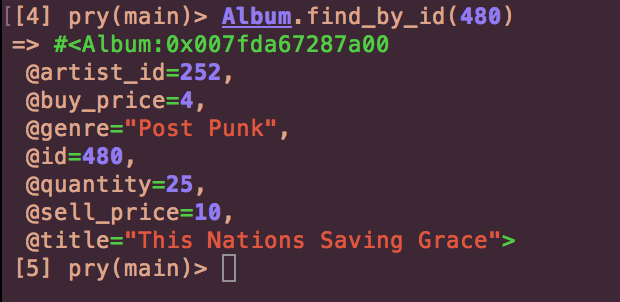 [[4] pry(main)> Album.find_by_id(480)
=> #<Album:0x007fda67287a00
@artist_id=252,
@buy_price=4,
@genre="Post Punk",
@id=480,
@quantity=25,
@sell_price=10,
@title="This Nations Saving Grace">
[5] pry(main)>